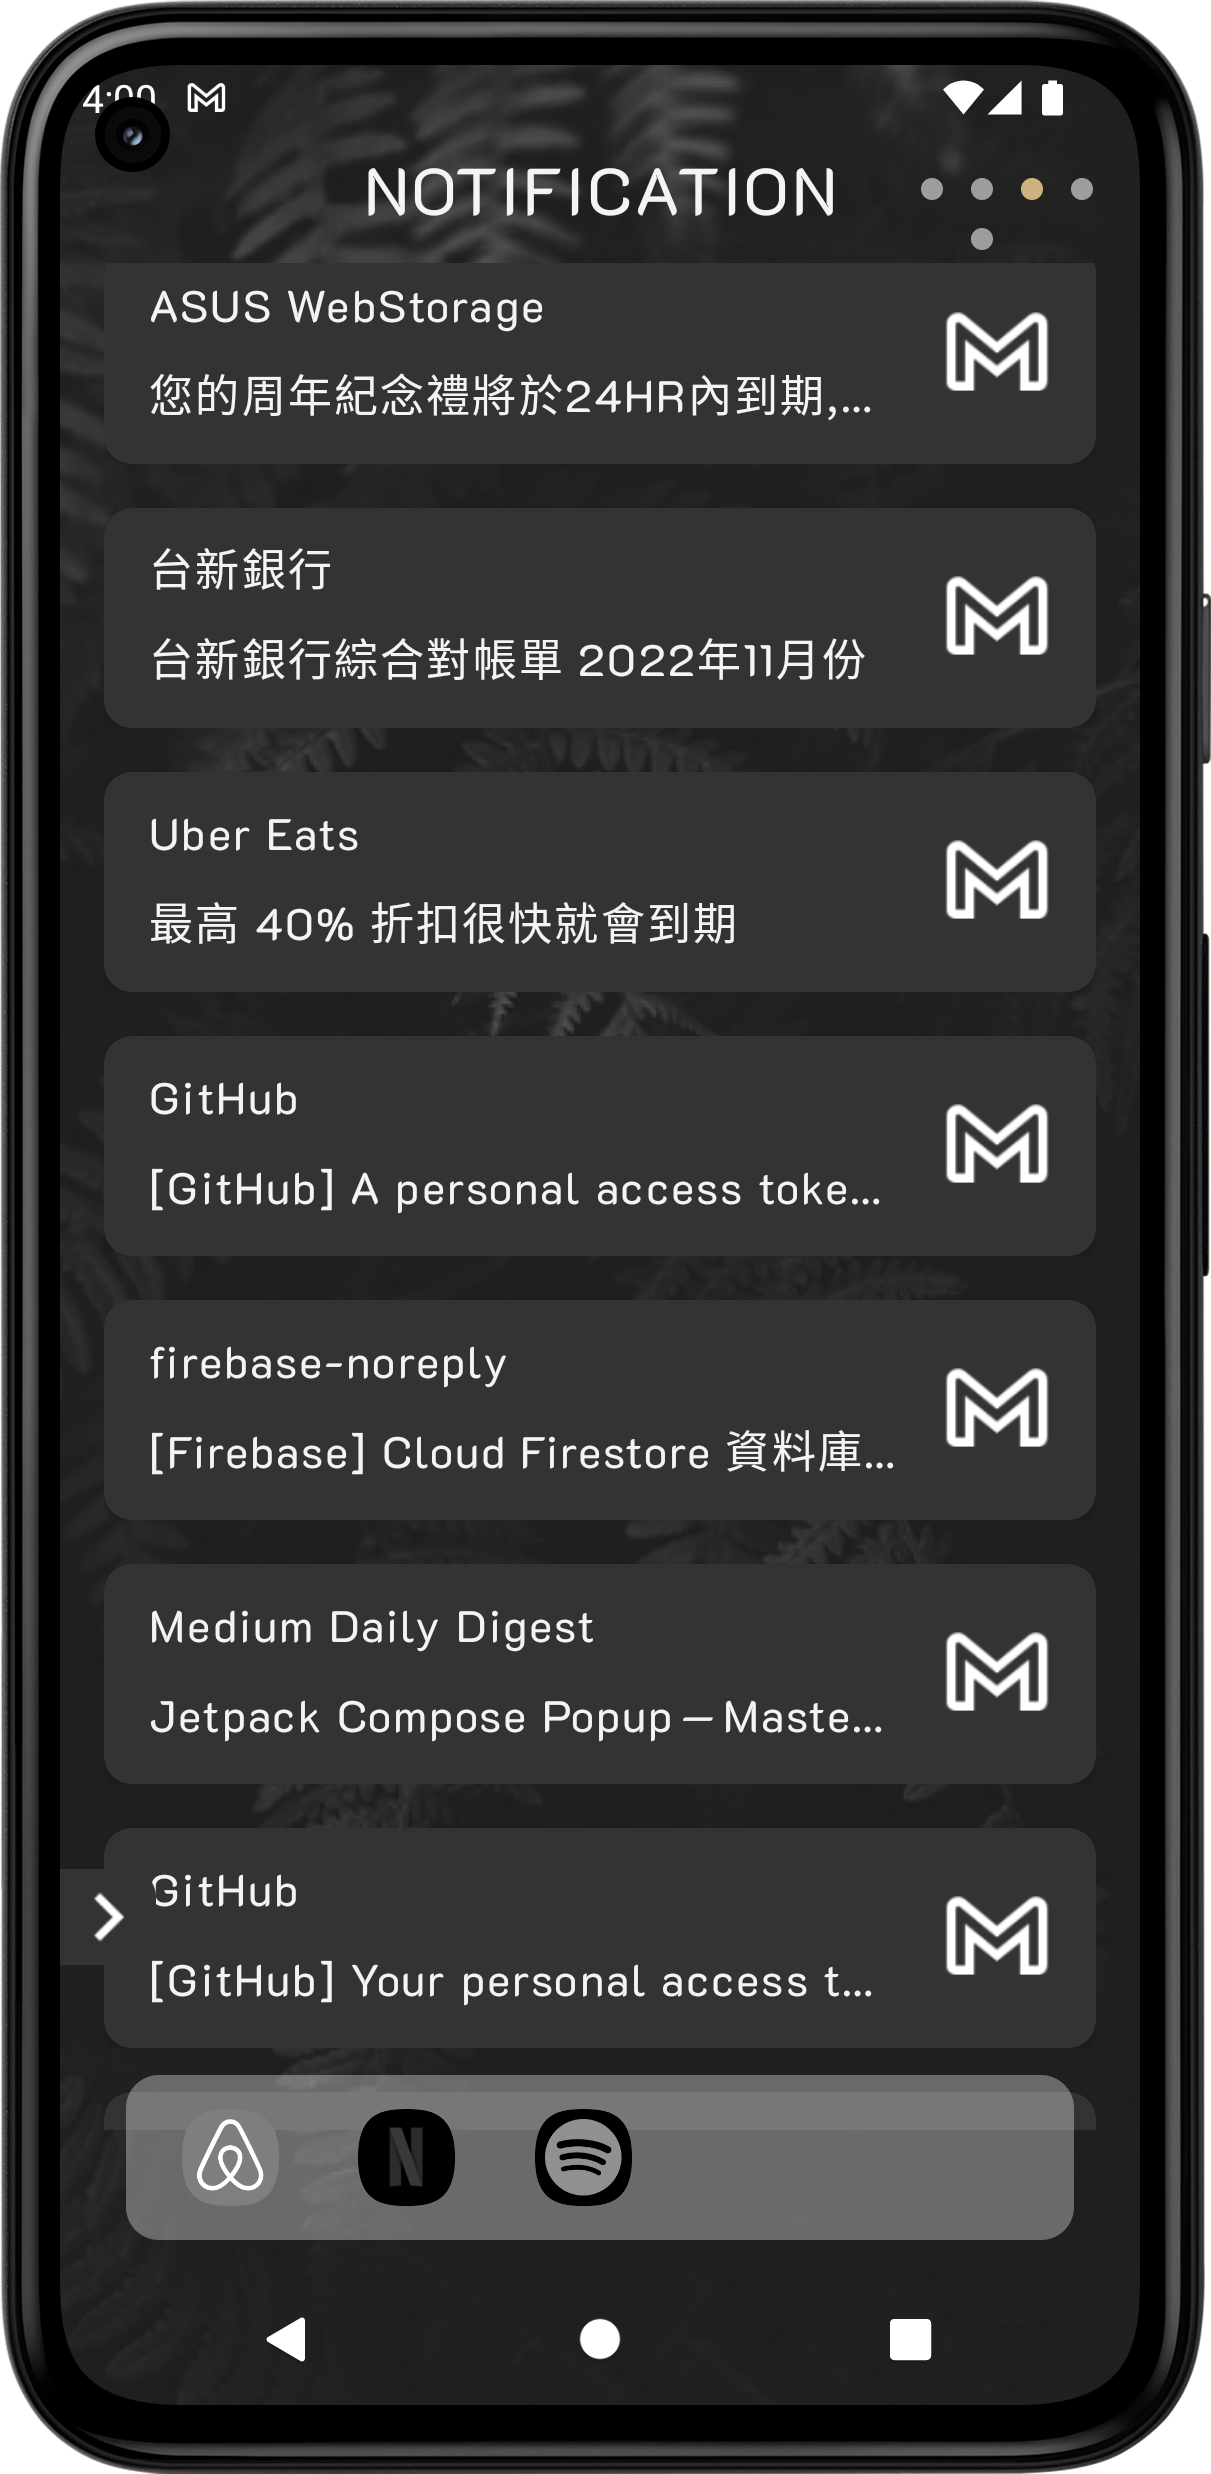 4:00
NOTIFICATION
ASUS WebStorage
您的周年紀念禮將於24HR內到期,...
台新銀行
台新銀行綜合對帳單 2022年11月份
Uber Eats
最高 40% 折扣很快就會到期
GitHub
[GitHub] A personal access toke...
firebase-noreply
[Firebase] Cloud Firestore 資料庫...
Medium Daily Digest
Jetpack Compose Popup — Maste...
GitHub
[GitHub] Your personal access t...